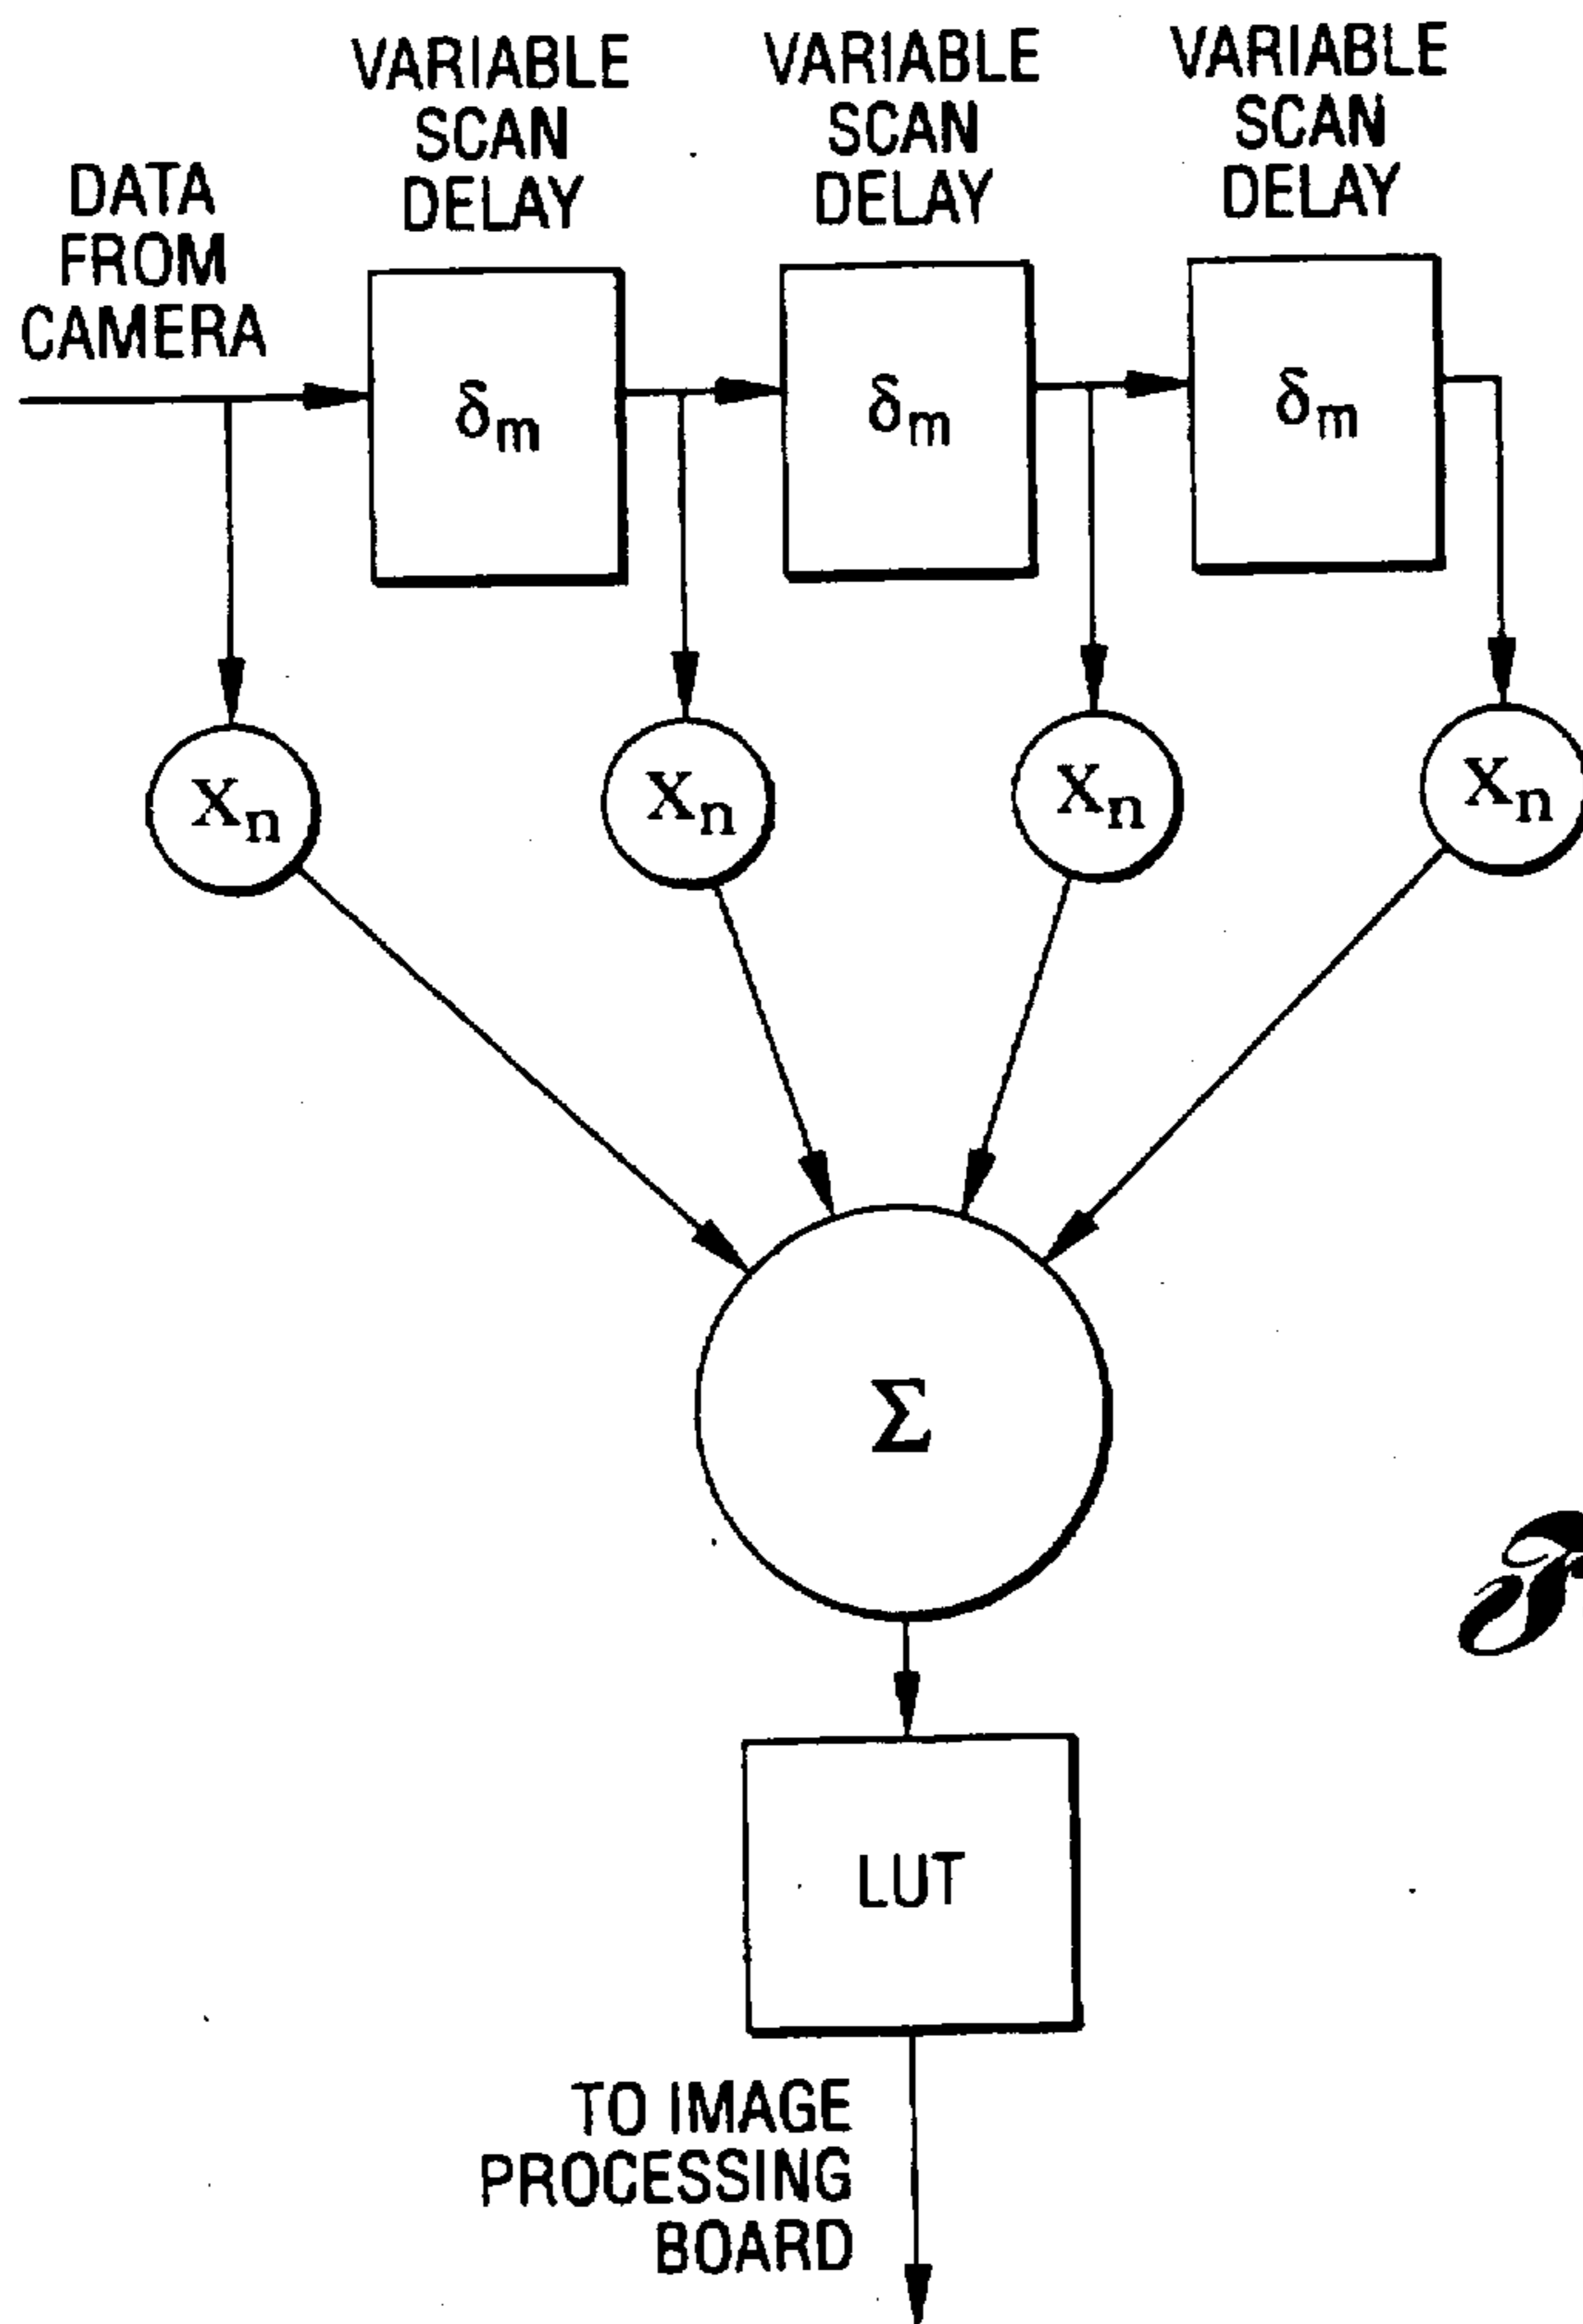 VARIABLE
SCAN
DELAY
VARIABLE
SCAN
DELAY
VARIABLE
SCAN
DELAY
DATA
FROM
CAMERA
δm
δm
δm
Xn
Xn
Xn
Xn
Σ
LUT
TO IMAGE
PROCESSING
BOARD